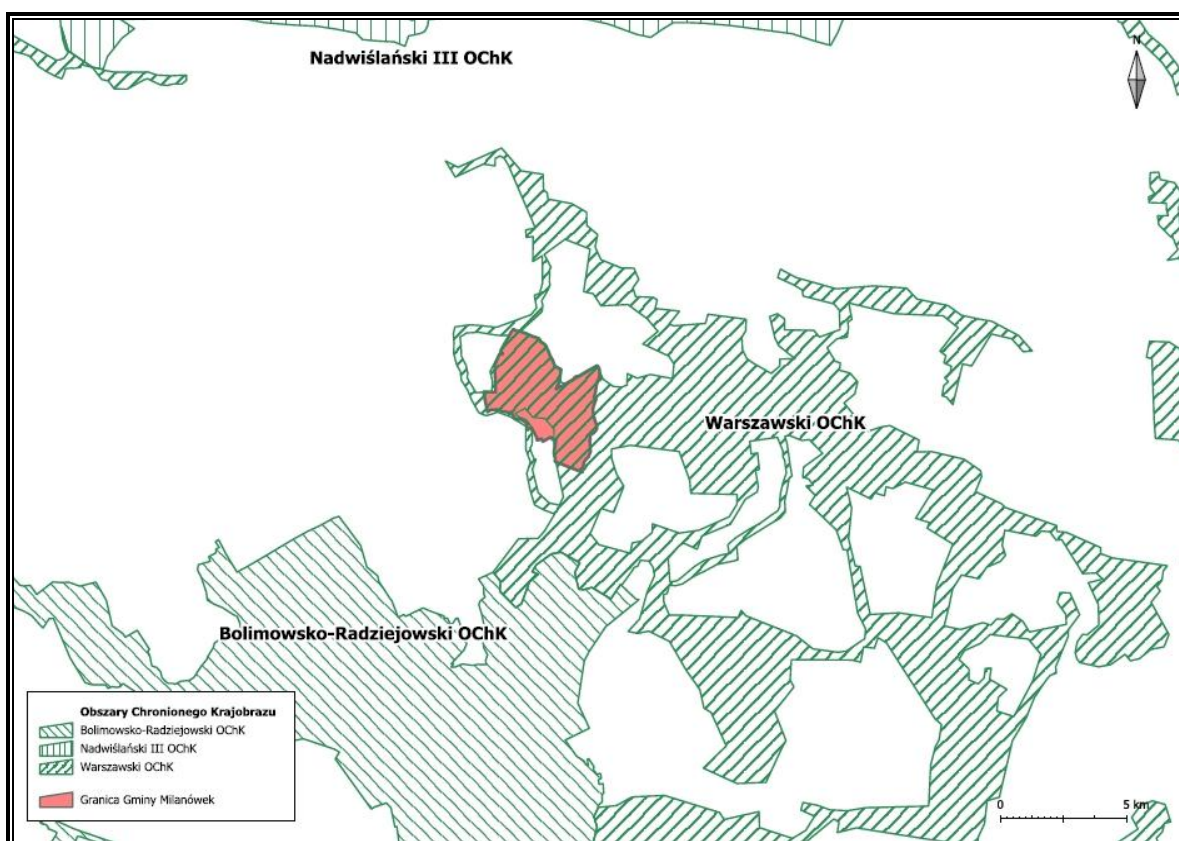 Nadwiślański III OChK
N
Warszawski OChK
Bolimowsko-Radziejowski OChK
Obszary Chronionego Krajobrazu
Bolimowsko-Radziejowski OChK
Nadwiślański III OChK
Warszawski OChK
Granica Gminy Milanówek
0 5 km